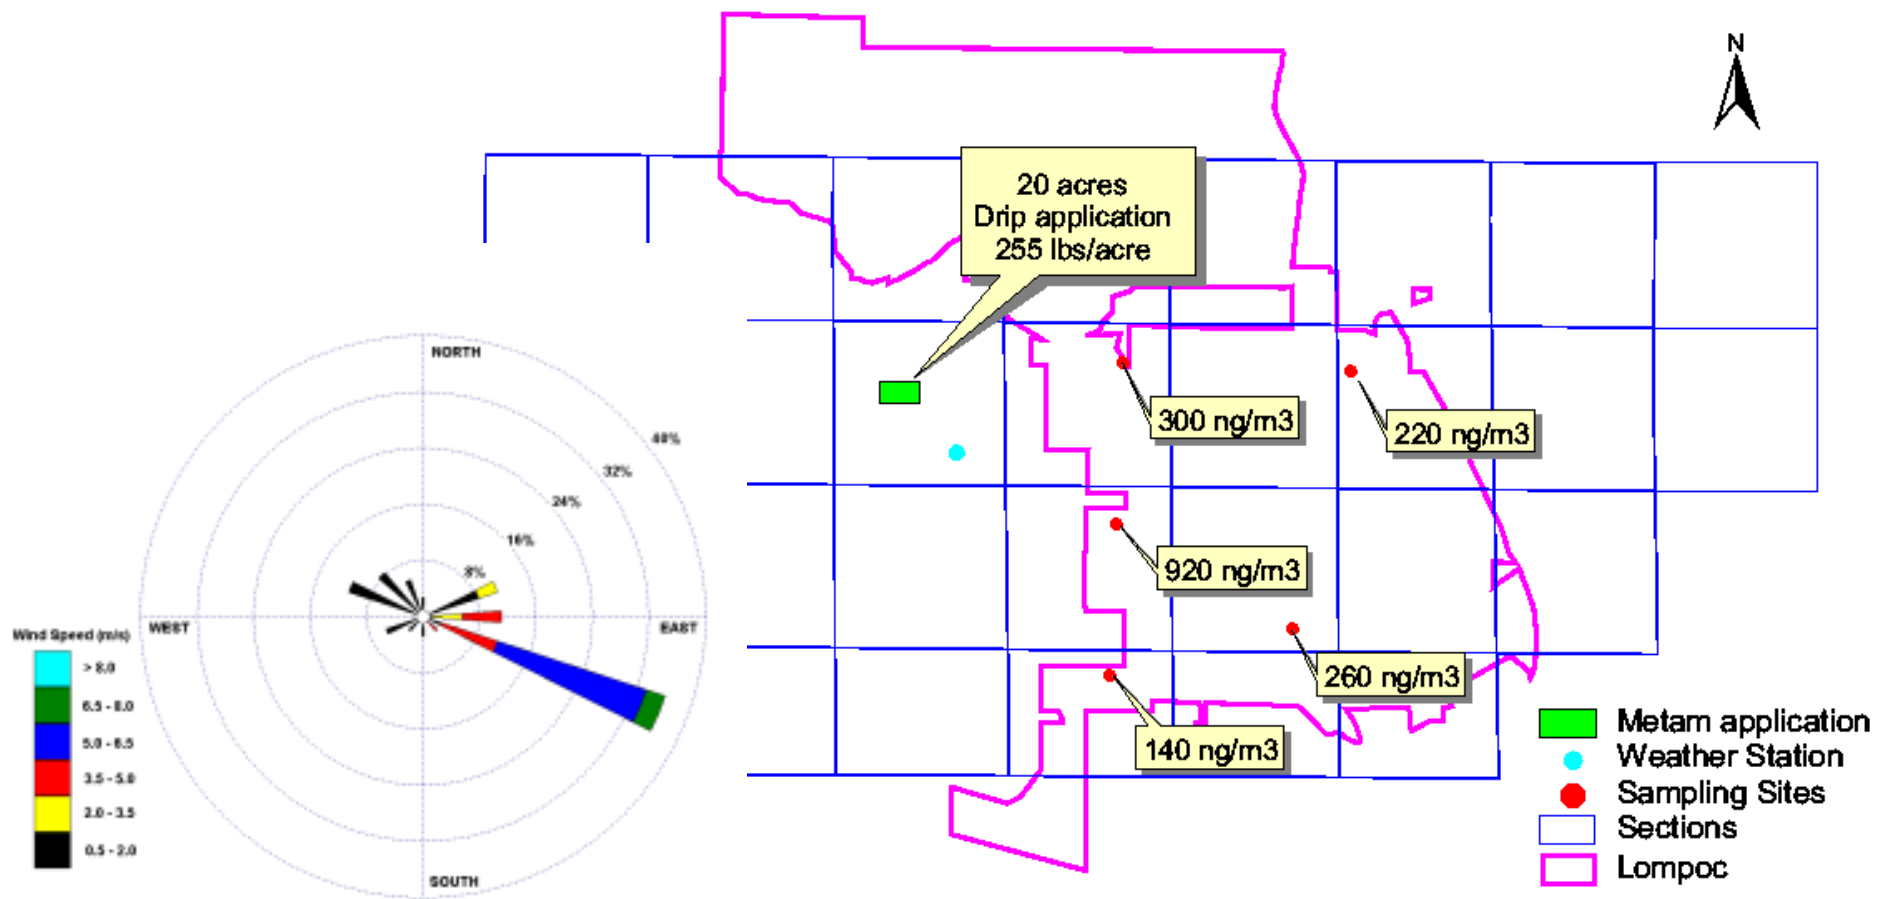 N
20 acres
Drip application
255 lbs/acre
300 ng/m3
220 ng/m3
920 ng/m3
260 ng/m3
140 ng/m3
NORTH
40%
32%
24%
16%
8%
WEST
EAST
SOUTH
Wind Speed (m/s)
> 8.0
6.5 - 8.0
5.0 - 6.5
3.5 - 5.0
2.0 - 3.5
0.5 - 2.0
Metam application
Weather Station
Sampling Sites
Sections
Lompoc